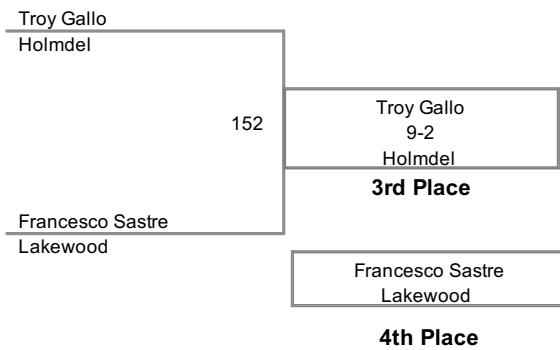 Troy Gallo
Holmdel
152
Troy Gallo
9-2
Holmdel
3rd Place
Francesco Sastre
Lakewood
Francesco Sastre
Lakewood
4th Place